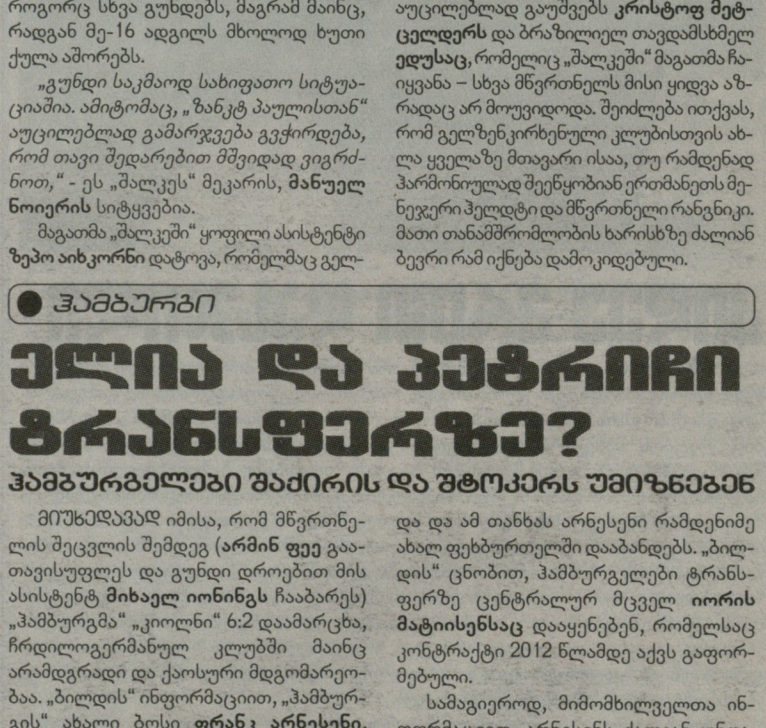 როგორც სხვა გუნდებს, მაგრამ მაინც,
რადგან მე-16 ადგილს მხოლოდ ხუთი
ქულა აშორებს.
„გუნდი საკმაოდ სახიფათო სიტუა-
ციაშია. ამიტომაც, „ზანკტ პაულისთან“
აუცილებლად გამარჯვება გვჭირდება,
რომ თავი შედარებით მშვიდად ვიგრძ-
ნოთ,“ - ეს „შალკეს“ მეკარის, მანუელ
ნოიერის სიტყვებია.
მაგათმა „შალკეში“ ყოფილი ასისტენტი
ზეპო აიხკორნი დატოვა, რომელმაც გელ-
აუცილებლად გაუშვებს კრისტოფ მეტ-
ცელდერს და ბრაზილიელ თავდამსხმელ
ედუსაც, რომელიც „შალკეში“ მაგათმა ჩა-
იყვანა – სხვა მწვრთნელს მისი ყიდვა აზ-
რადაც არ მოუვიდოდა. შეიძლება ითქვას,
რომ გელზენკირხენული კლუბისთვის ახ-
ლა ყველაზე მთავარი ისაა, თუ რამდენად
ჰარმონიულად შეეწყობიან ერთმანეთს მე-
ნეჯერი ჰელდტი და მწვრთნელი რანგნიკი.
მათი თანამშრომლობის ხარისხზე ძალიან
ბევრი რამ იქნება დამოკიდებული.
ჰამბურგი
ელია და პეტრიჩი
ტრანსფერზე?
ჰამბურგელები შაქირის და შტოკერს უმიზნებენ
მიუხედავად იმისა, რომ მწვრთნე-
ლის შეცვლის შემდეგ (არმინ ფეე გაა-
თავისუფლეს და გუნდი დროებით მის
ასისტენტ მიხაელ იონინგს ჩააბარეს)
„ჰამბურგმა“ „კიოლნი“ 6:2 დაამარცხა,
ჩრდილოგერმანულ კლუბში მაინც
არამდგრადი და ქაოსური მდგომარეო-
ბაა. „ბილდის“ ინფორმაციით, „ჰამბურ-
გის“ ახალი ბოსი ფრანკ არნესენი,
და და ამ თანხას არნესენი რამდენიმე
ახალ ფეხბურთელში დააბანდებს. „ბილ-
დის“ ცნობით, ჰამბურგელები ტრანს-
ფერზე ცენტრალურ მცველ იორის
მატიისენსაც დააყენებენ, რომელსაც
კონტრაქტი 2012 წლამდე აქვს გაფორ-
მებული.
სამაგიეროდ, მიმომხილველთა ინ-